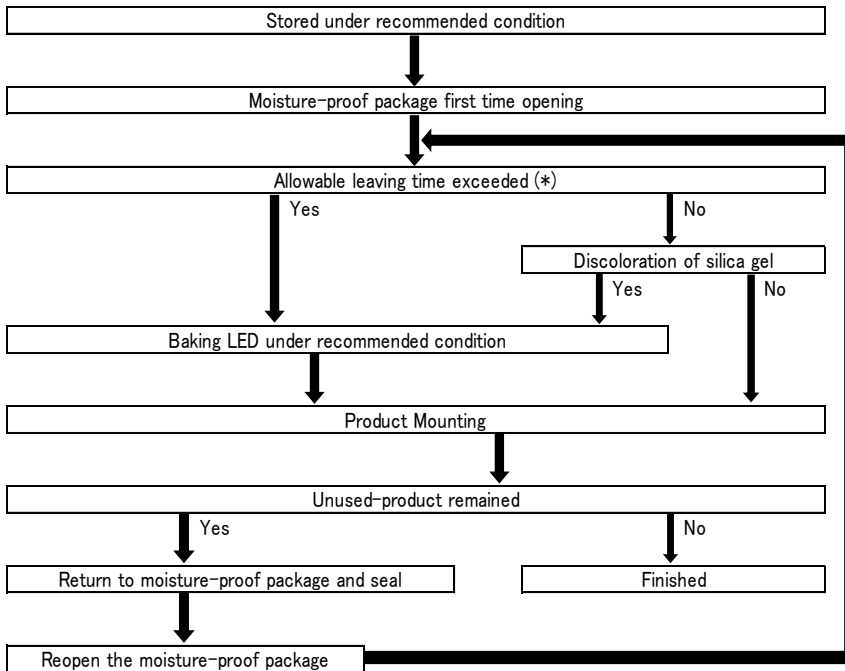 Stored under recommended condition
Moisture-proof package first time opening
Allowable leaving time exceeded (*)
Yes
No
Discoloration of silica gel
Yes
No
Baking LED under recommended condition
Product Mounting
Unused-product remained
Yes
No
Return to moisture-proof package and seal
Finished
Reopen the moisture-proof package